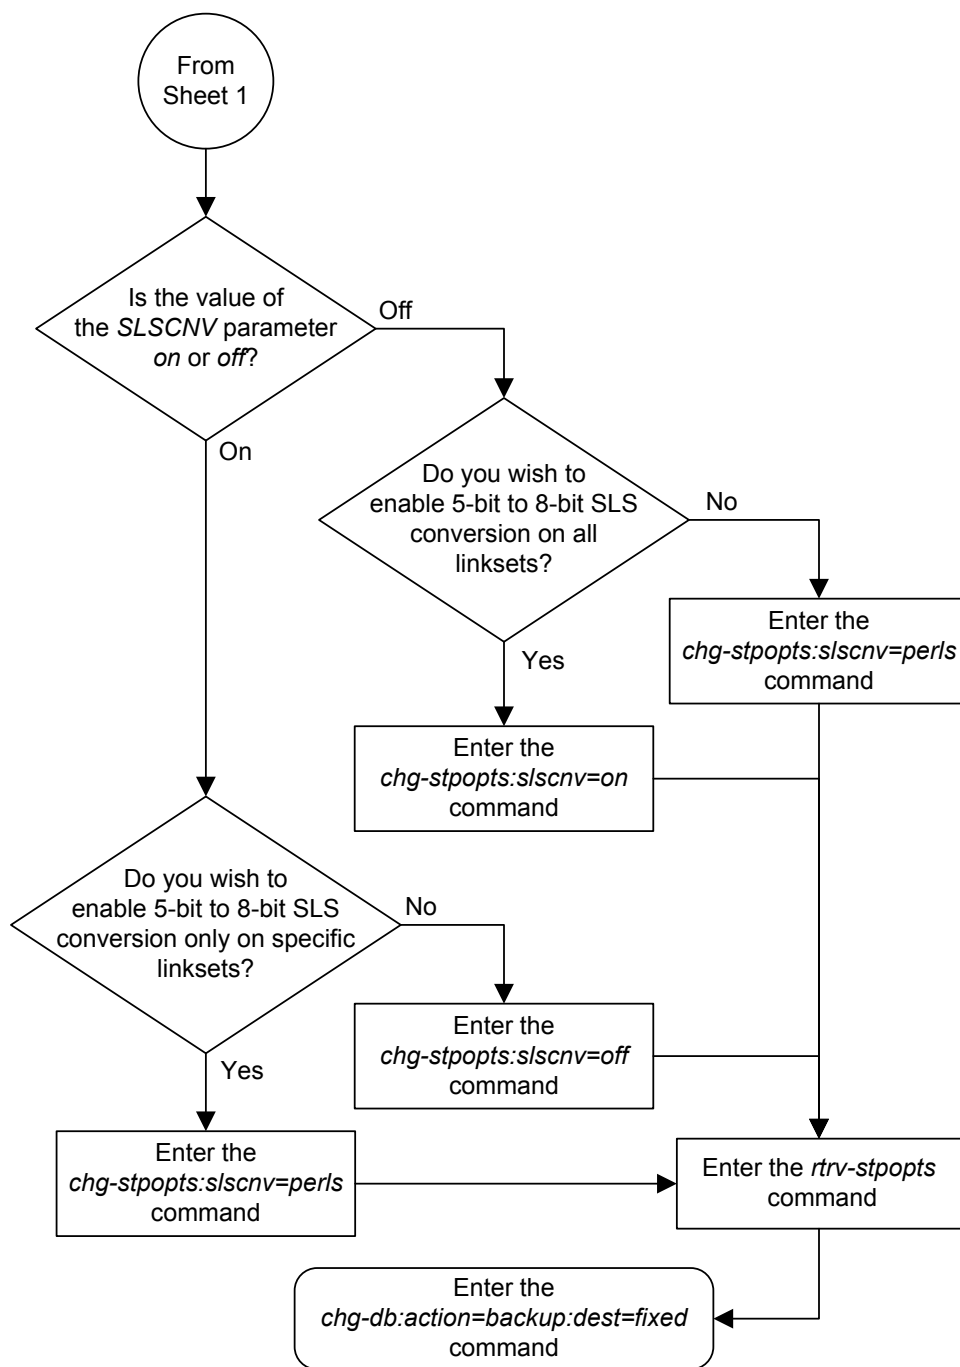 From
Sheet 1
Is the value of
the SLSCNV parameter
on or off?
Off
On
Do you wish to
enable 5-bit to 8-bit SLS
conversion on all
linksets?
No
Yes
Enter the
chg-stpopts:slscnv=perls
command
Enter the
chg-stpopts:slscnv=on
command
Do you wish to
enable 5-bit to 8-bit SLS
conversion only on specific
linksets?
No
Yes
Enter the
chg-stpopts:slscnv=off
command
Enter the
chg-stpopts:slscnv=perls
command
Enter the rtrv-stpopts
command
Enter the
chg-db:action=backup:dest=fixed
command